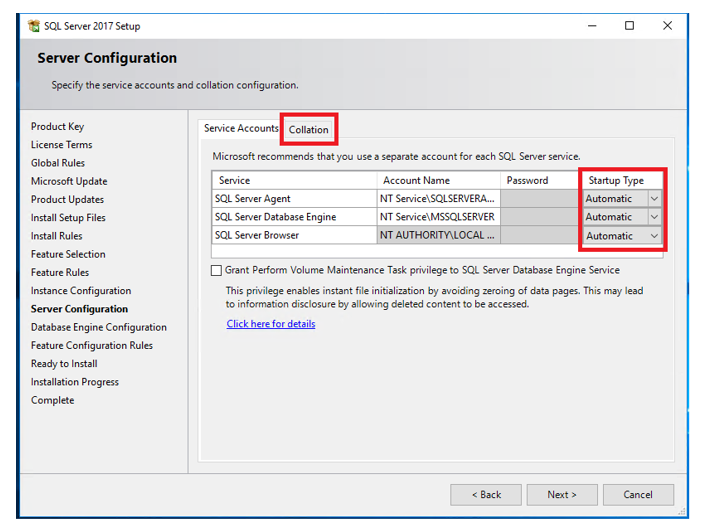 SQL Server 2017 Setup
Server Configuration
Specify the service accounts and collation configuration.
Product Key
License Terms
Global Rules
Microsoft Update
Product Updates
Install Setup Files
Install Rules
Feature Selection
Feature Rules
Instance Configuration
Server Configuration
Database Engine Configuration
Feature Configuration Rules
Ready to Install
Installation Progress
Complete
Service Accounts Collation
Microsoft recommends that you use a separate account for each SQL Server service.
Service Account Name Password Startup Type
SQL Server Agent NT Service\SQLSERVERA... Automatic
SQL Server Database Engine NT Service\MSSQLSERVER Automatic
SQL Server Browser NT AUTHORITY\LOCAL ... Automatic
Grant Perform Volume Maintenance Task privilege to SQL Server Database Engine Service
This privilege enables instant file initialization by avoiding zeroing of data pages. This may lead
to information disclosure by allowing deleted content to be accessed.
Click here for details
< Back Next > Cancel